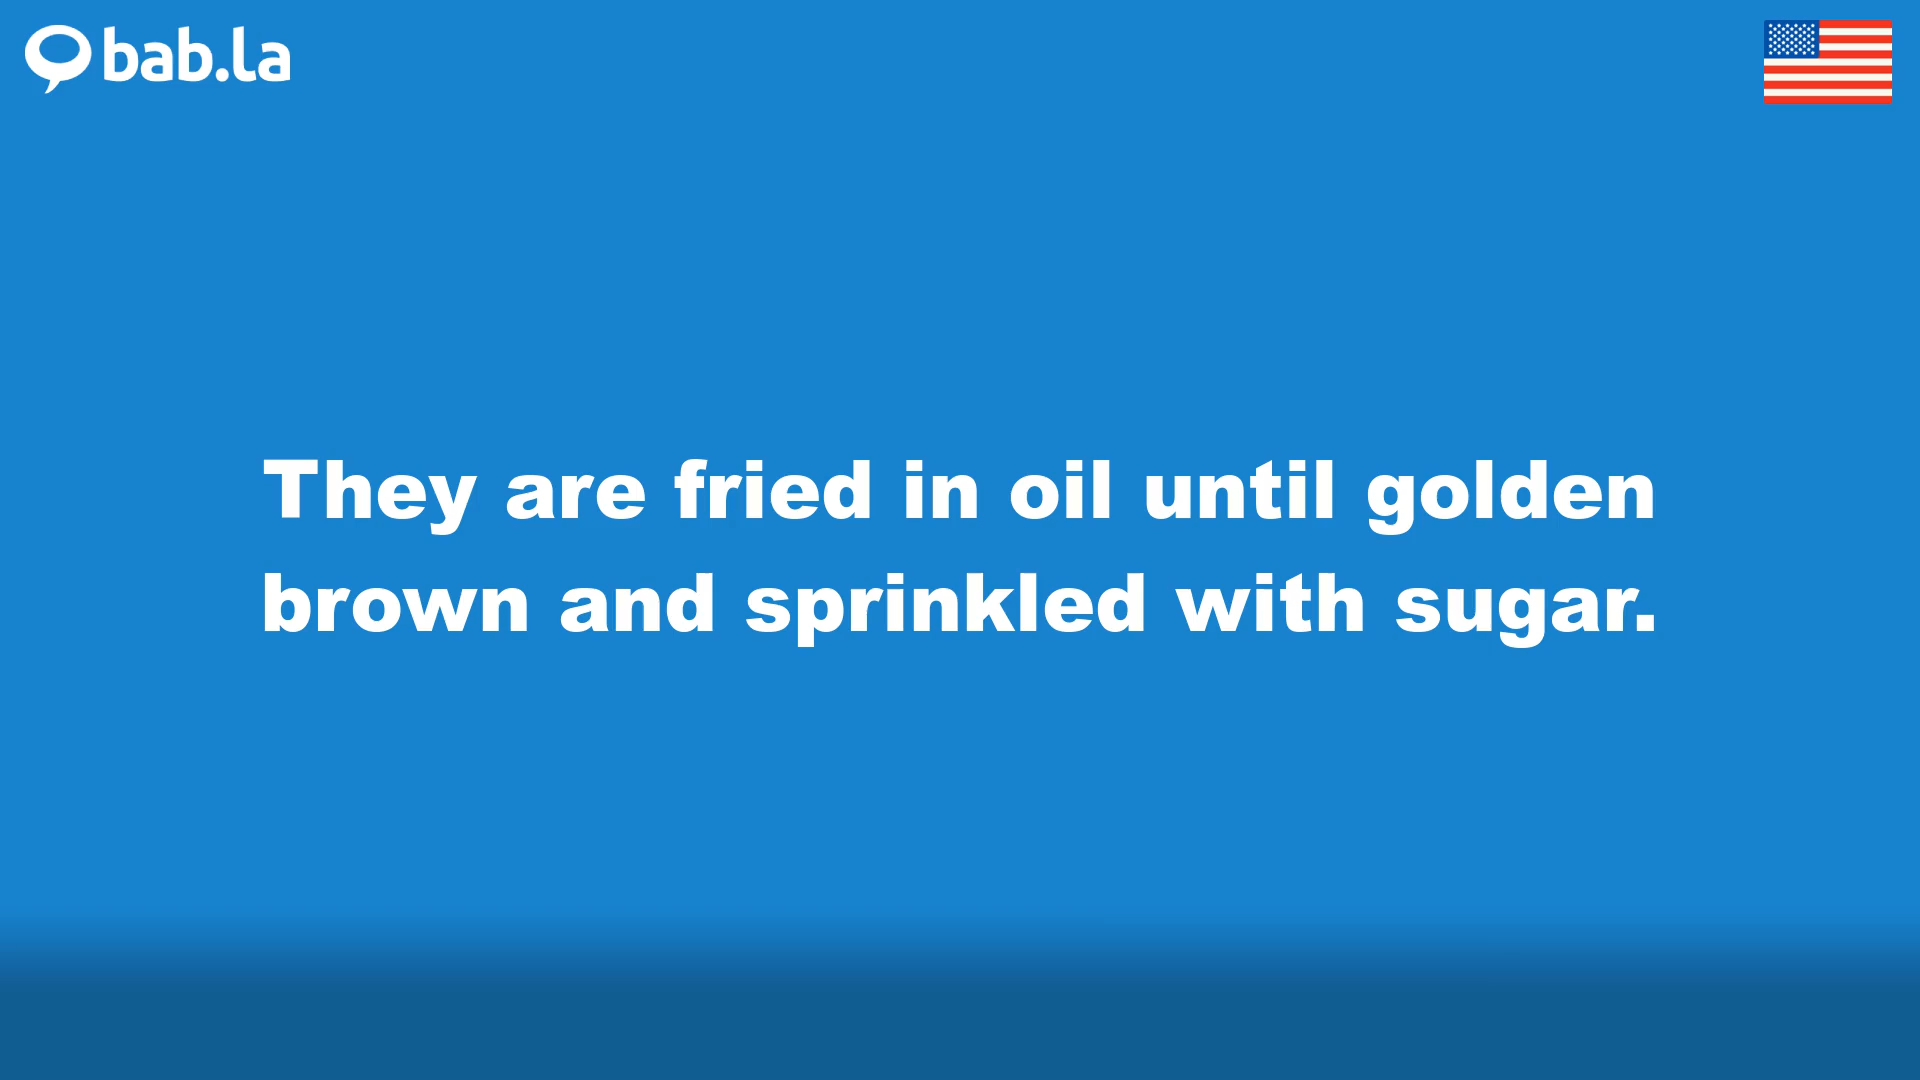 bab.la
They are fried in oil until golden
brown and sprinkled with sugar.